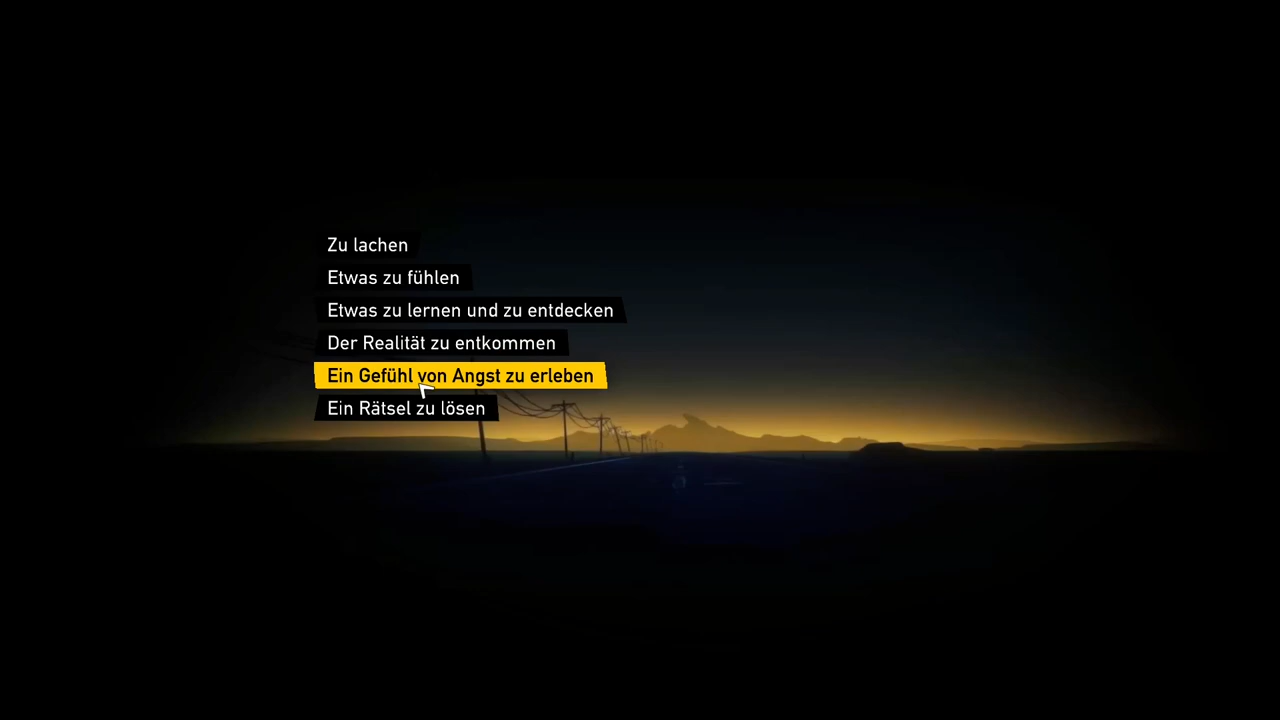 Zu lachen
Etwas zu fühlen
Etwas zu lernen und zu entdecken
Der Realität zu entkommen
Ein Gefühl von Angst zu erleben
Ein Rätsel zu lösen